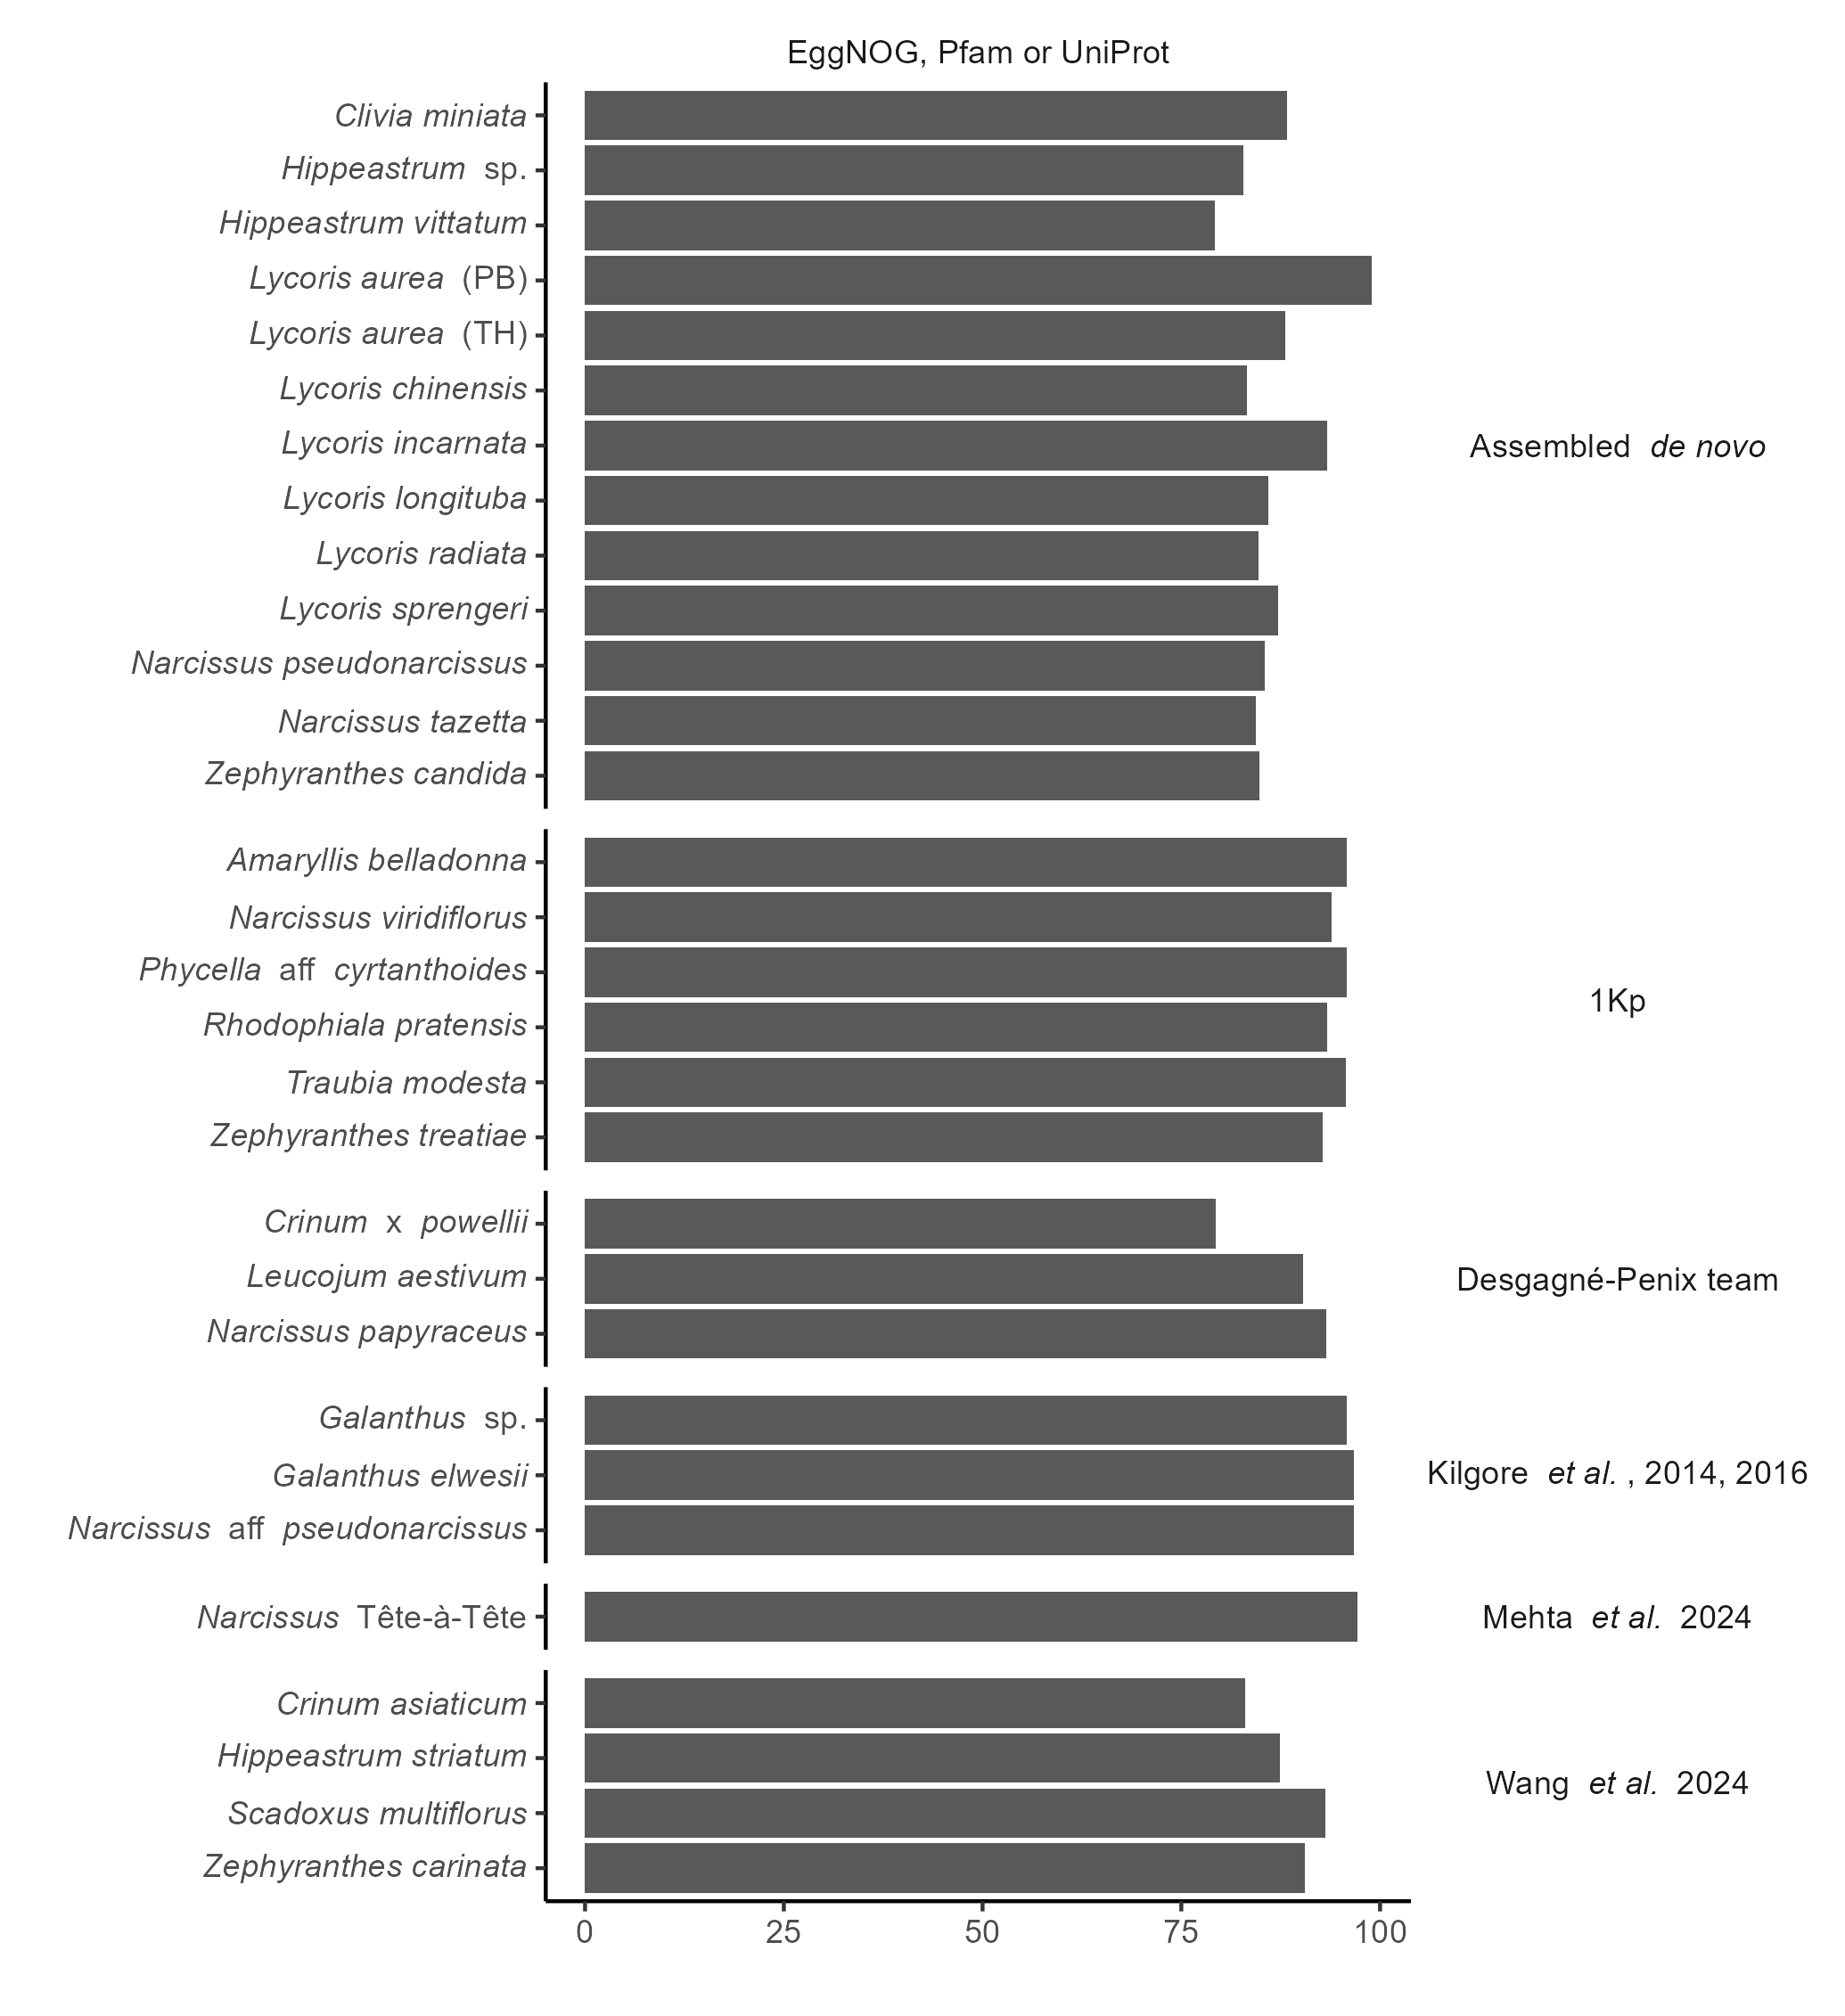 EggNOG, Pfam or UniProt
Clivia miniata
Hippeastrum sp.
Hippeastrum vittatum
Lycoris aurea (PB)
Lycoris aurea (TH)
Lycoris chinensis
Lycoris incarnata
Lycoris longituba
Lycoris radiata
Lycoris sprengeri
Narcissus pseudonarcissus
Narcissus tazetta
Zephyranthes candida
Assembled de novo
Amaryllis belladonna
Narcissus viridiflorus
Phycella aff cyrtanthoides
Rhodophiala pratensis
Traubia modesta
Zephyranthes treatiae
1Kp
Crinum x powellii
Leucojum aestivum
Narcissus papyraceus
Desgagné-Penix team
Galanthus sp.
Galanthus elwesii
Narcissus aff pseudonarcissus
Kilgore et al. , 2014, 2016
Narcissus Tête-à-Tête
Mehta et al. 2024
Crinum asiaticum
Hippeastrum striatum
Scadoxus multiflorus
Zephyranthes carinata
Wang et al. 2024
0 25 50 75 100